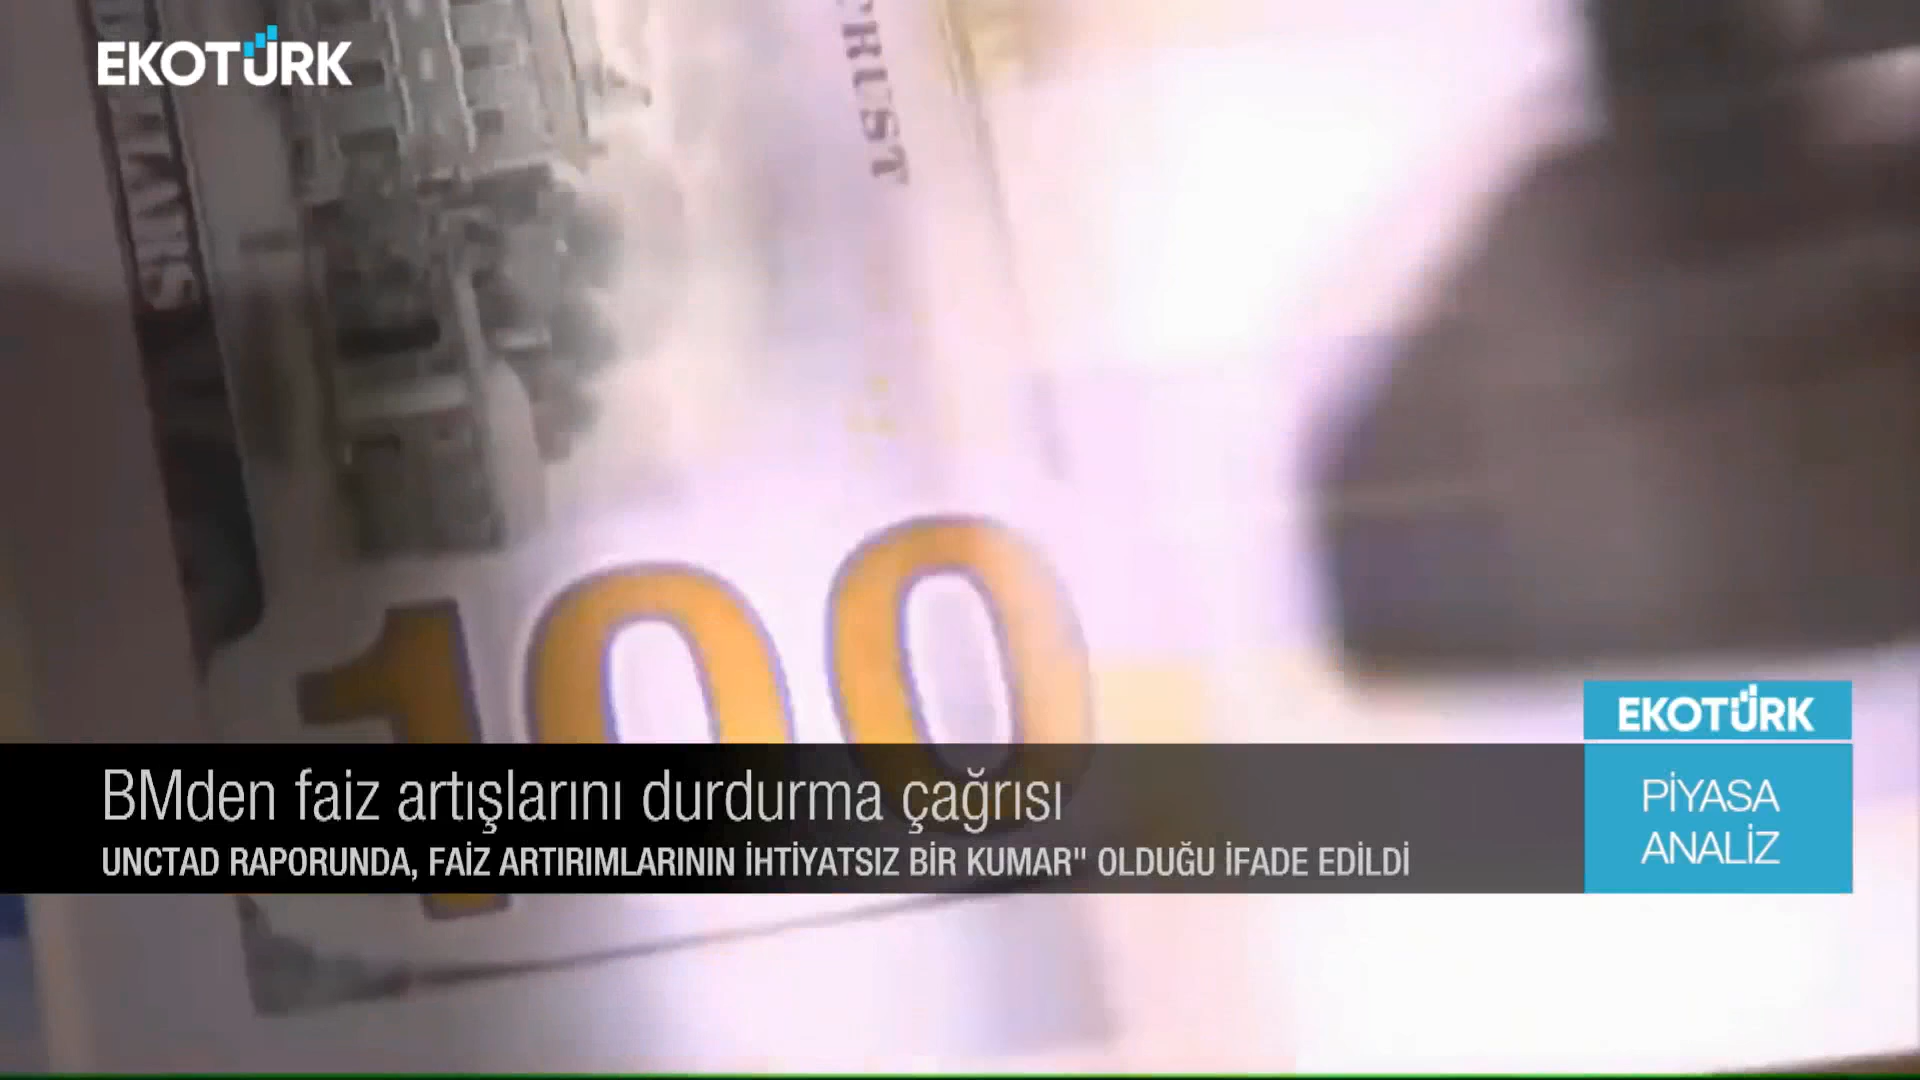 EKOTÜRK
TRUST
100
EKOTÜRK
BMden faiz artışlarını durdurma çağrısı
PİYASA
ANALİZ
UNCTAD RAPORUNDA, FAİZ ARTIRIMLARININ İHTİYATSIZ BİR KUMAR" OLDUĞU İFADE EDİLDİ